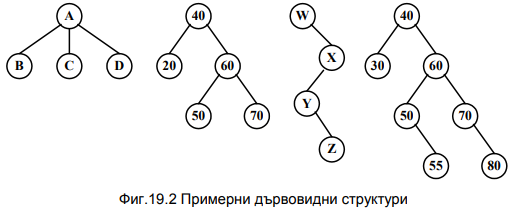 A 40 W 40
B C D 20 60 X 30 60
50 70 Y 50 70
Z 55 80
Фиг.19.2 Примерни дървовидни структури